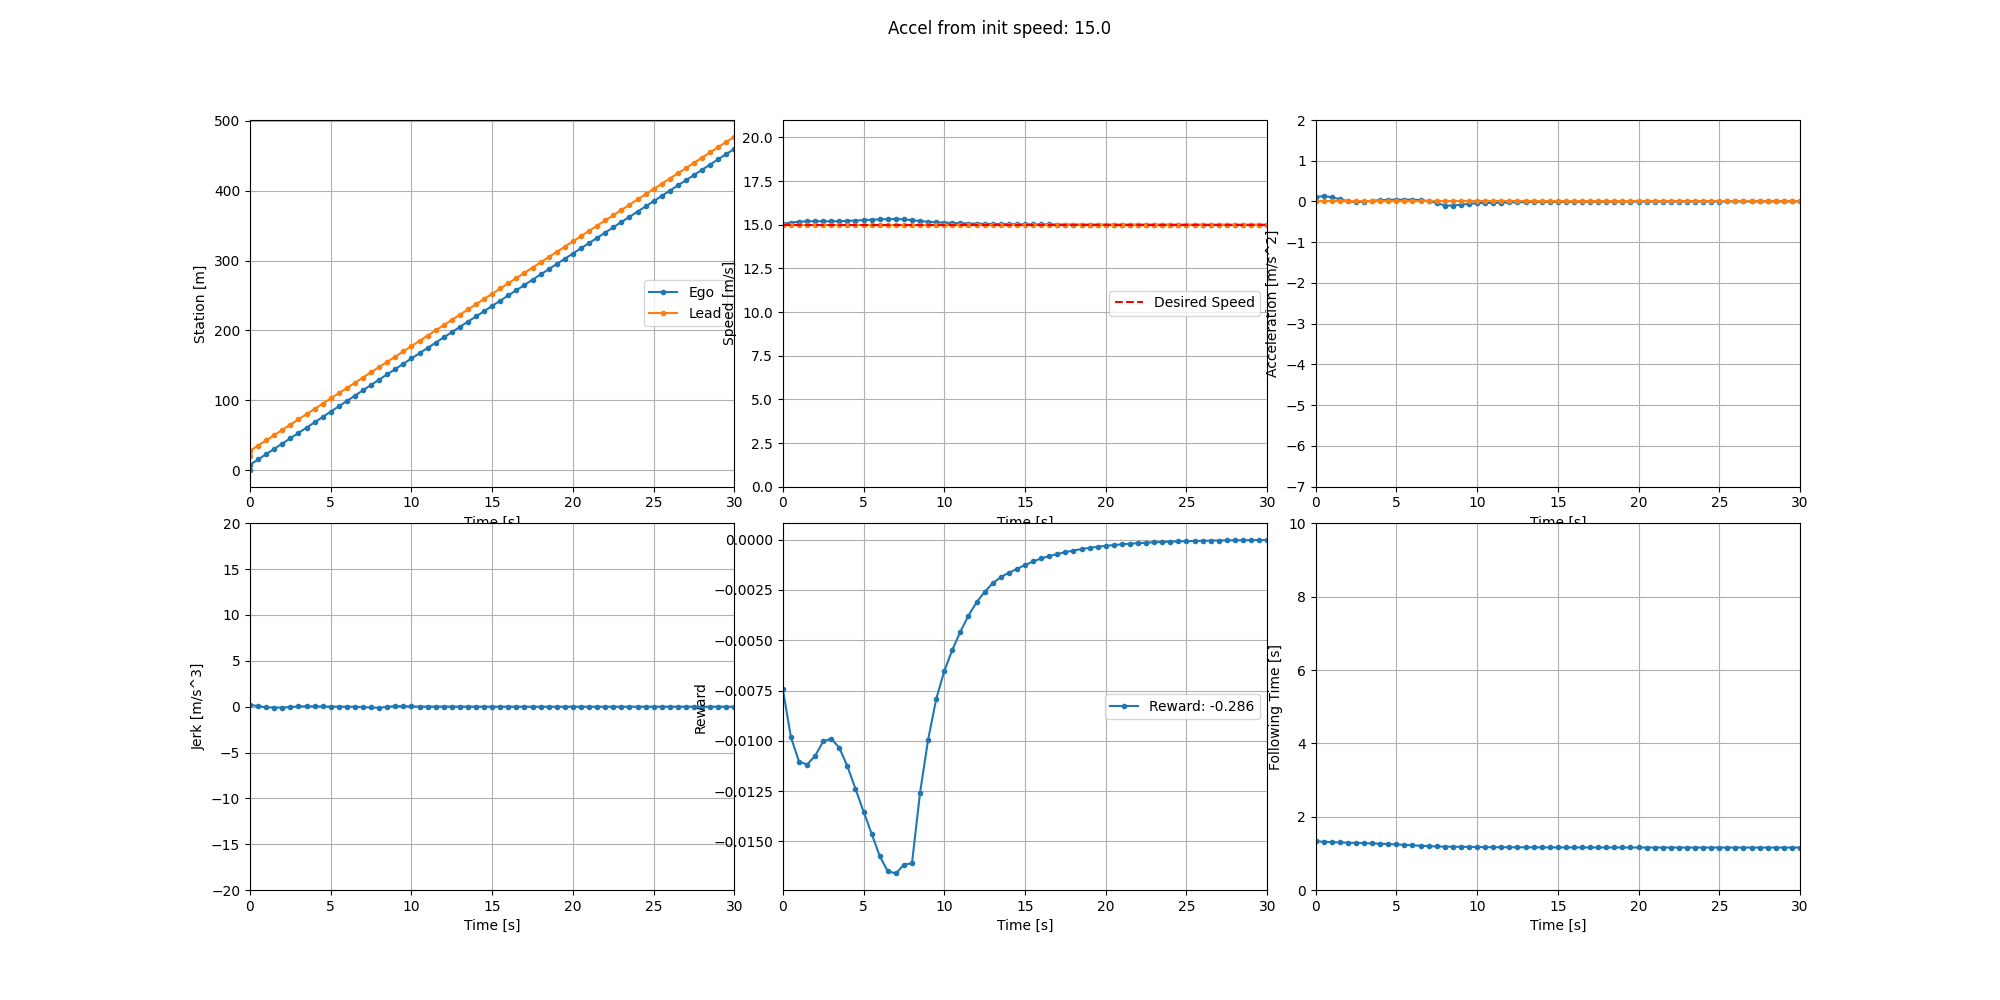 Accel from init speed: 15.0
500
400
300
200
100
0
Station [m]
Ego
Lead
0 5 10 15 20 25 30
Time [s]
20.0
17.5
15.0
12.5
10.0
7.5
5.0
2.5
0.0
Speed [m/s]
Desired Speed
0 5 10 15 20 25 30
Time [s]
2
1
0
−1
−2
−3
−4
−5
−6
−7
Acceleration [m/s^2]
0 5 10 15 20 25 30
Time [s]
20
15
10
5
0
−5
−10
−15
−20
Jerk [m/s^3]
0 5 10 15 20 25 30
Time [s]
0.0000
−0.0025
−0.0050
−0.0075
−0.0100
−0.0125
−0.0150
Reward
Reward: -0.286
0 5 10 15 20 25 30
Time [s]
10
8
6
4
2
0
Following Time [s]
0 5 10 15 20 25 30
Time [s]